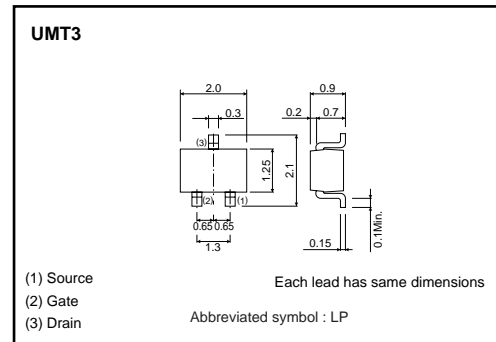 UMT3
2.0
0.3
(3)
1.25
2.1
(2)
(1)
0.65 0.65
1.3
0.9
0.2 0.7
0.15
0.1Min.
(1) Source
(2) Gate
(3) Drain
Each lead has same dimensions
Abbreviated symbol : LP